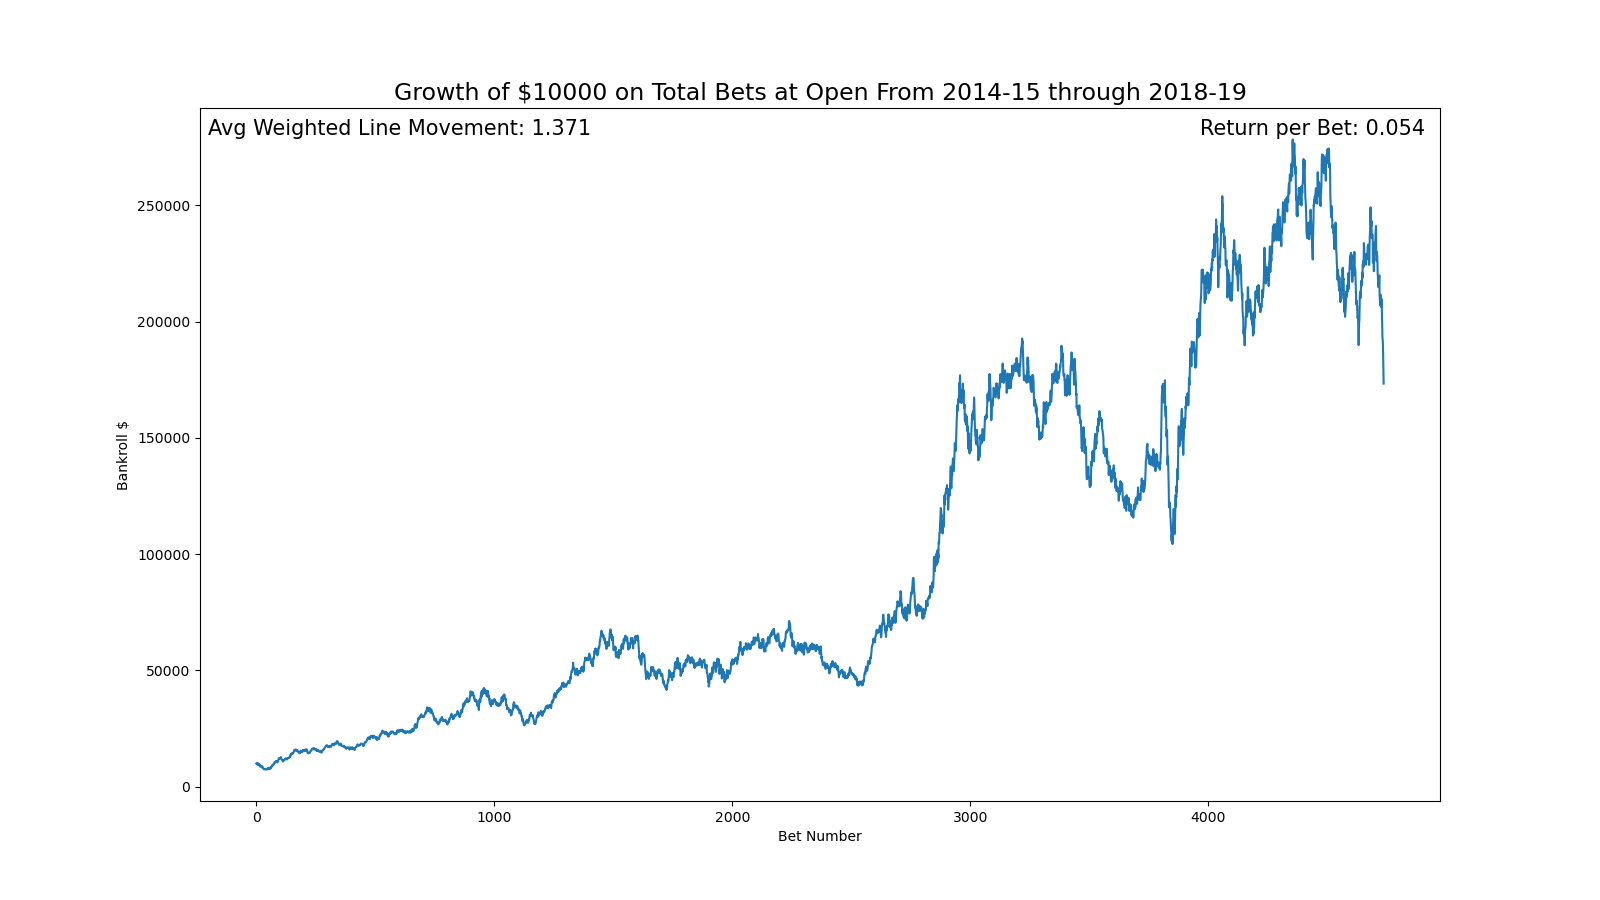 Growth of $10000 on Total Bets at Open From 2014-15 through 2018-19
Avg Weighted Line Movement: 1.371
Return per Bet: 0.054
250000
200000
150000
100000
50000
0
Bankroll $
0
1000
2000
3000
4000
Bet Number